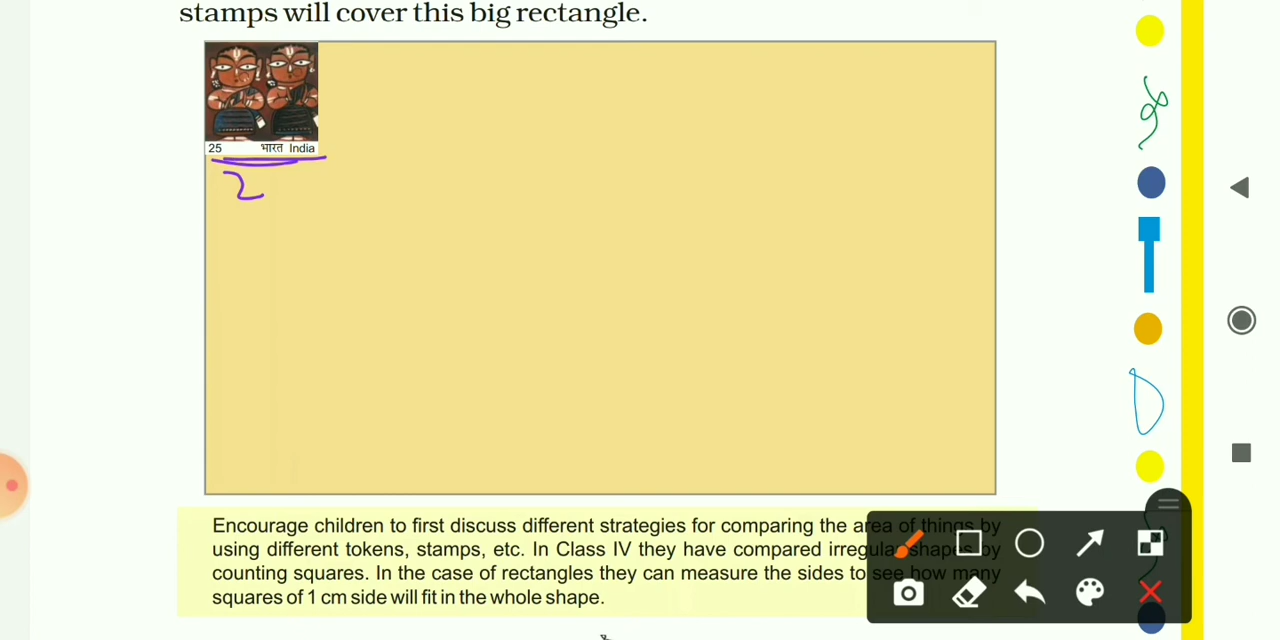 stamps will cover this big rectangle.
25 भारत India
2
Encourage children to first discuss different strategies for comparing the area of things by
using different tokens, stamps, etc. In Class IV they have compared irregular shapes by
counting squares. In the case of rectangles they can measure the sides to see how many
squares of 1 cm side will fit in the whole shape.